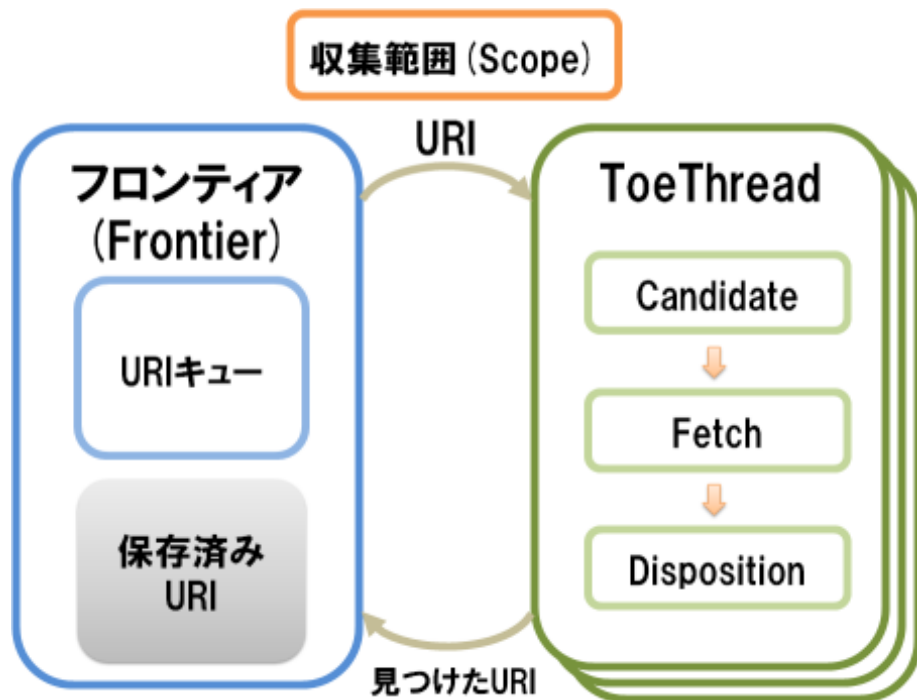 収集範囲(Scope)
URI
フロンティア
(Frontier)
URIキュー
保存済み
URI
ToeThread
Candidate
Fetch
Disposition
見つけたURI